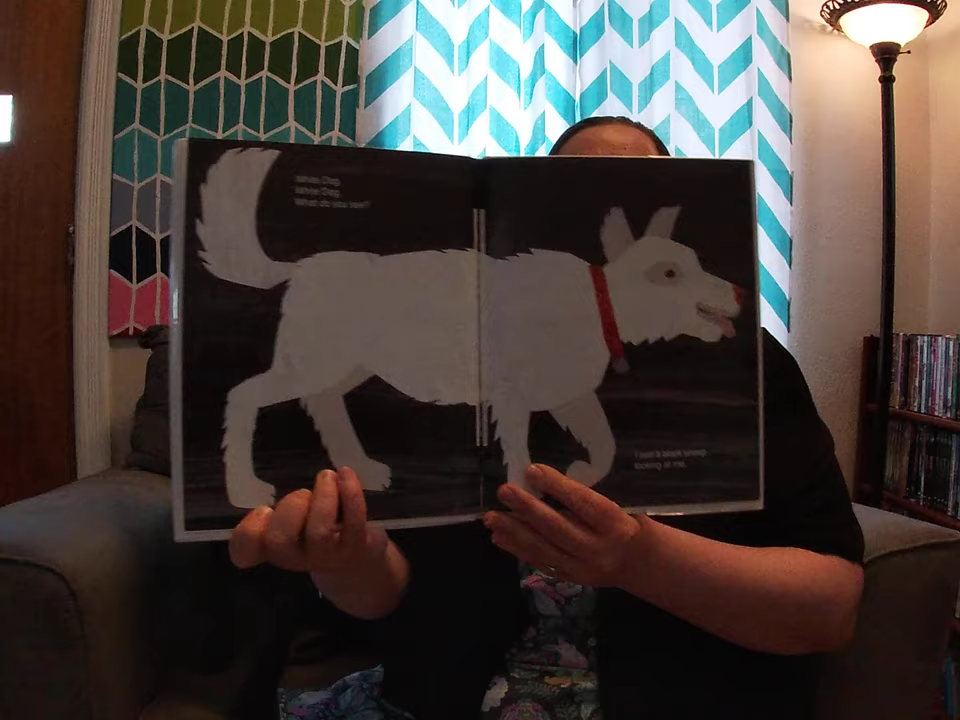 White Dog,
White Dog,
What do you see?
I see a black sheep
looking at me.